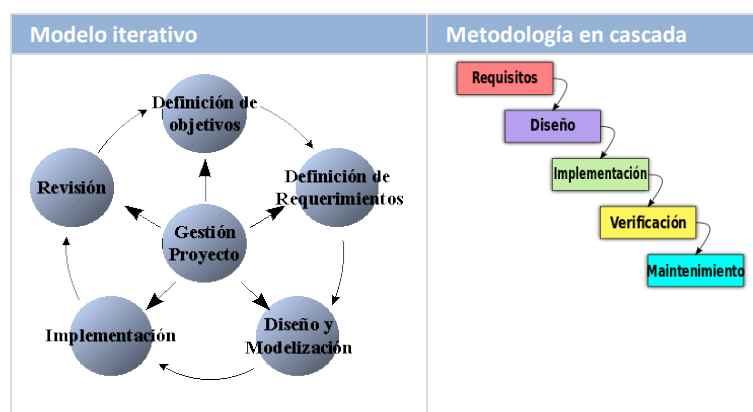 Modelo iterativo
Metodología en cascada
Definición de
objetivos
Definición de
Requerimientos
Diseño y
Modelización
Implementación
Revisión
Gestión
Proyecto
Requisitos
Diseño
Implementación
Verificación
Maintenimiento